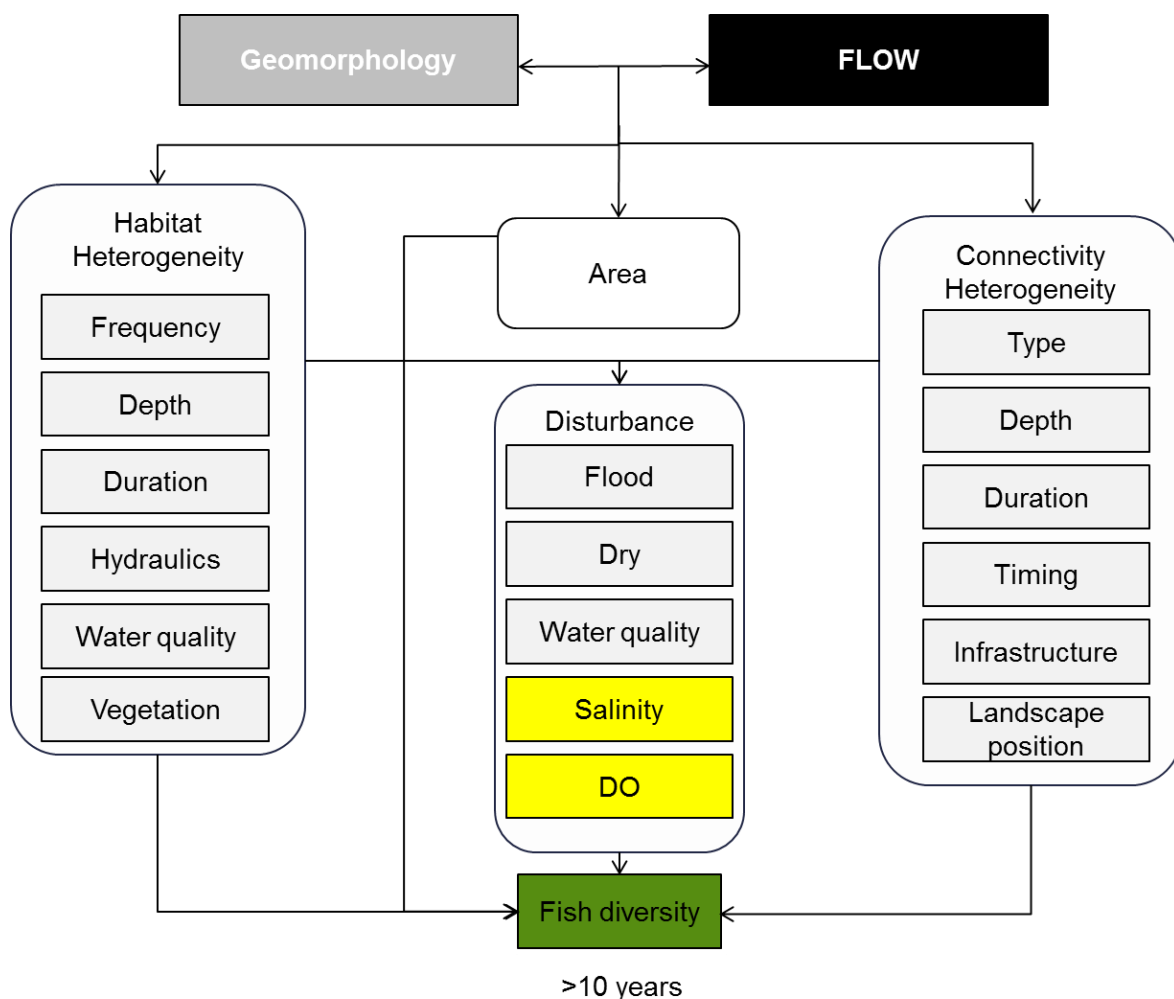 Geomorphology
FLOW
Habitat
Heterogeneity
Frequency
Depth
Duration
Hydraulics
Water quality
Vegetation
Area
Disturbance
Flood
Dry
Water quality
Salinity
DO
Connectivity
Heterogeneity
Type
Depth
Duration
Timing
Infrastructure
Landscape
position
Fish diversity
>10 years